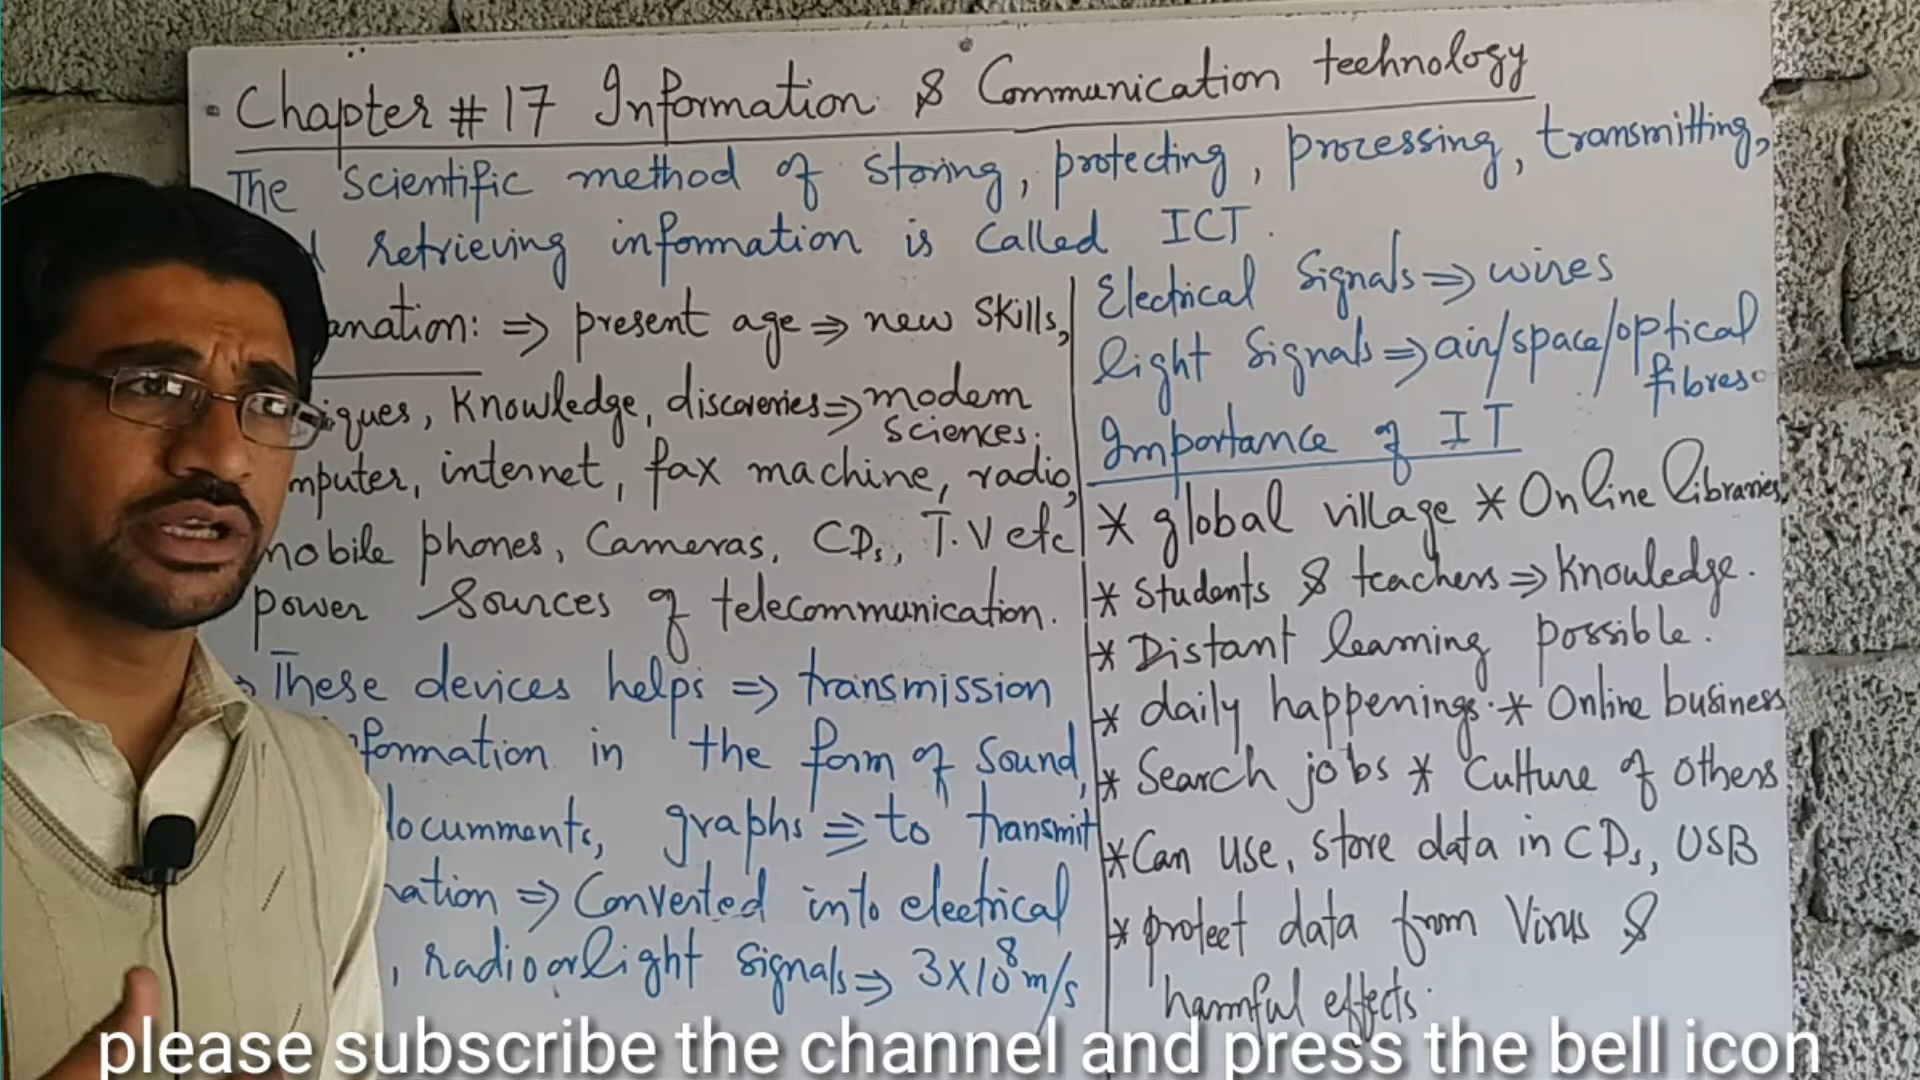 Chapter # 17 Information & Communication technology
The Scientific method of storing, protecting, processing, transmitting,
retrieving information is called ICT.
anation: ⇒ present age ⇒ new skills,
iques, Knowledge, discoveries ⇒ modern
sciences.
mputer, internet, fax machine, radio,
mobile phones, Cameras, CDs, T.V etc
power sources of telecommunication.
These devices helps ⇒ transmission
formation in the form of sound,
documments, graphs ⇒ to transmit
mation ⇒ Converted into electrical
, radio or light signals ⇒ 3x10⁸ m/s
Electrical Signals ⇒ wires
light Signals ⇒ air/space/optical
fibres.
Importance of IT
* global village * Online libraries
* Students & teachers ⇒ Knowledge.
* Distant learning possible.
* daily happenings. * Online business
* Search jobs * Culture of others
* Can use, store data in CDs, USB
* protect data from Virus &
harmful effects.
please subscribe the channel and press the bell icon